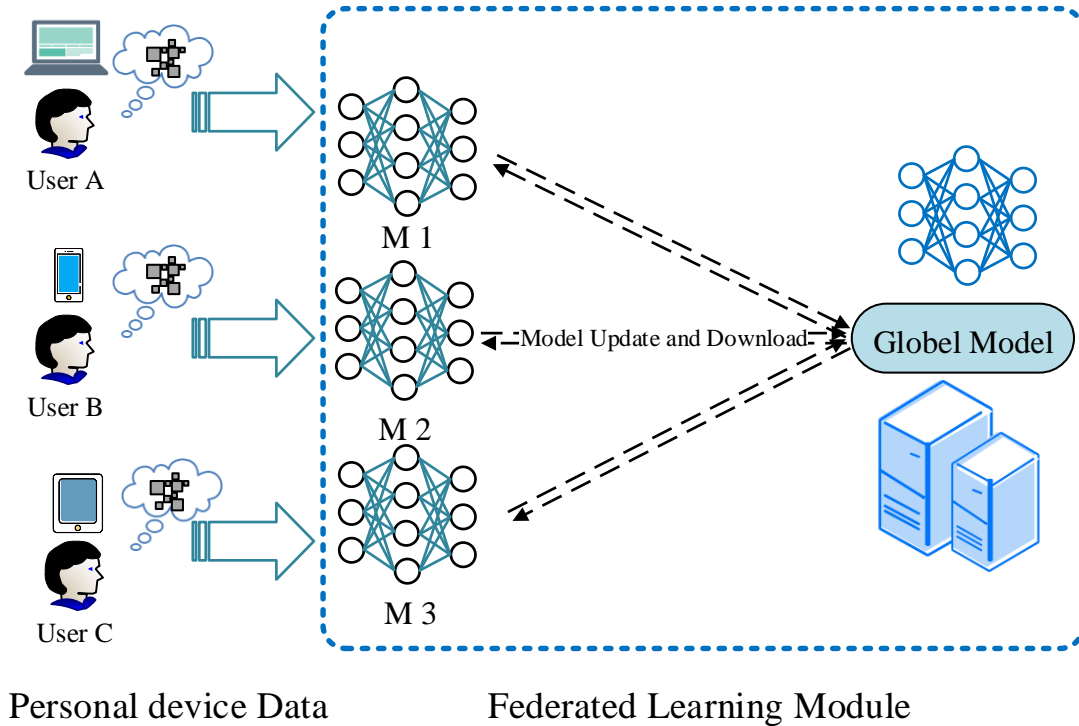 User A
M 1
User B
Model Update and Download
Globel Model
M 2
User C
M 3
Personal device Data
Federated Learning Module